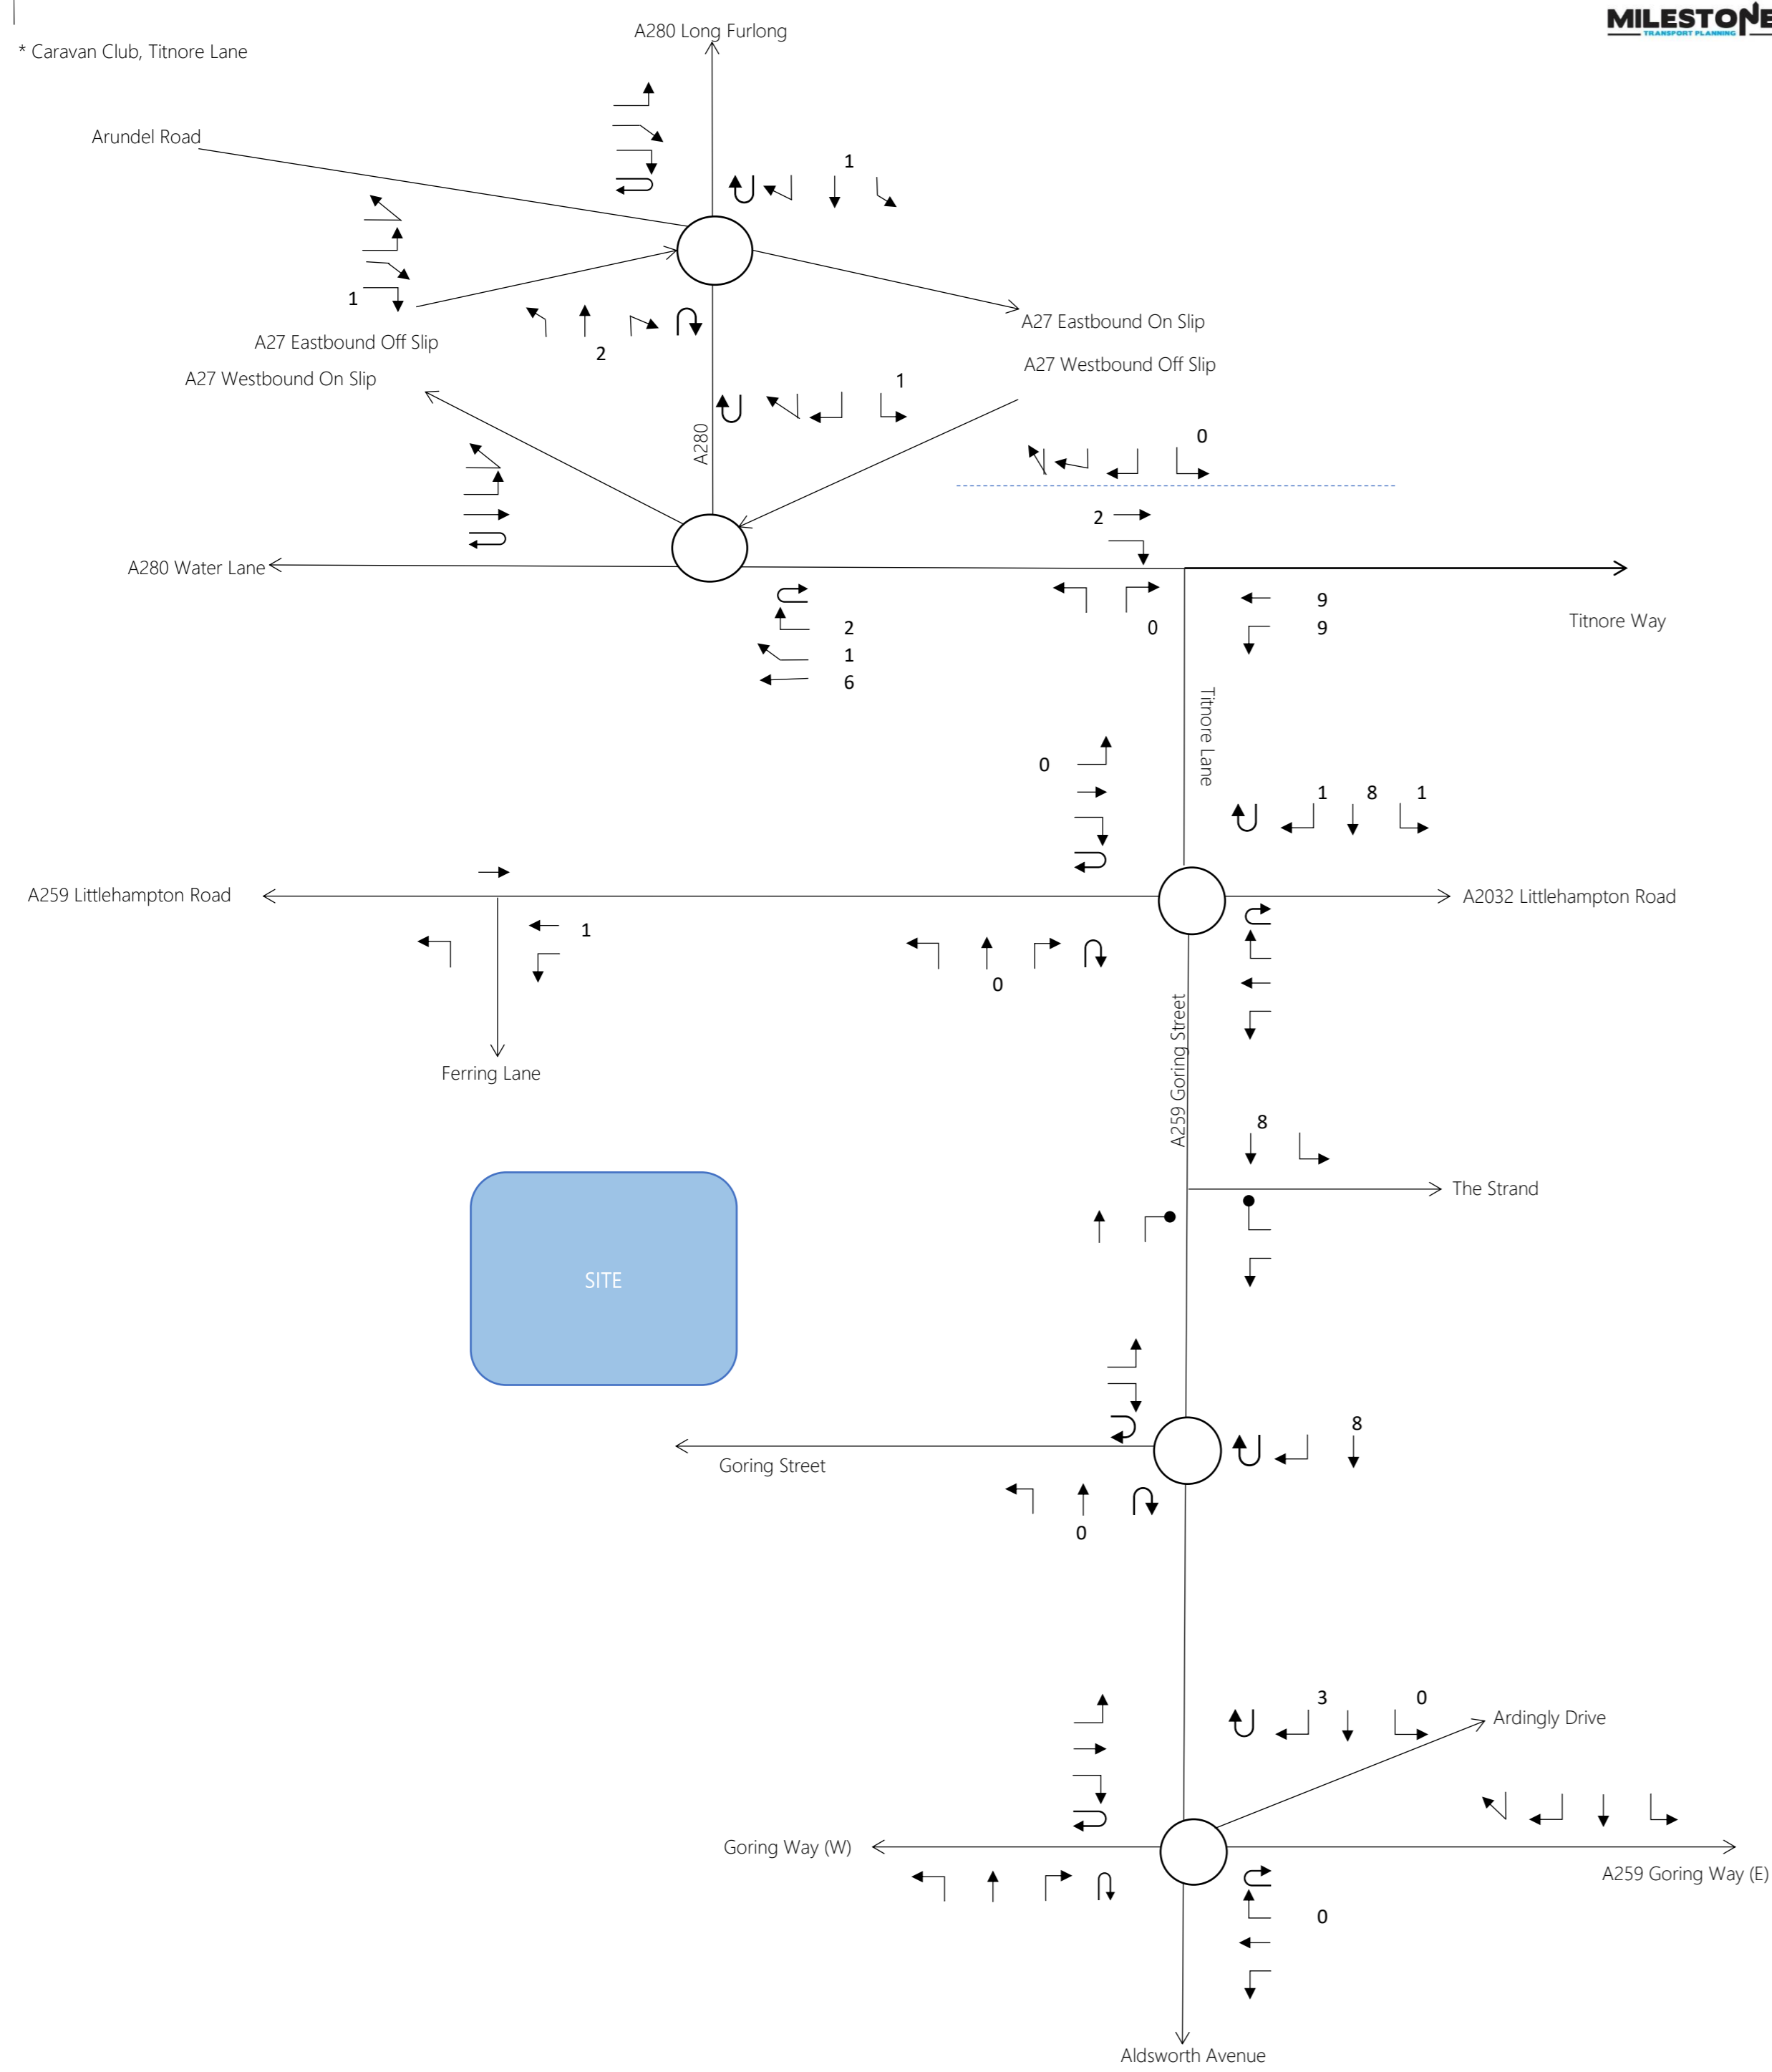 MILESTONE
TRANSPORT PLANNING
A280 Long Furlong
* Caravan Club, Titnore Lane
Arundel Road
1
1
A27 Eastbound On Slip
A27 Eastbound Off Slip
2
A27 Westbound Off Slip
A27 Westbound On Slip
1
A280
0
2
A280 Water Lane
9
Titnore Way
2
0
9
1
6
Titnore Lane
0
1 8 1
A259 Littlehampton Road
A2032 Littlehampton Road
1
0
A259 Goring Street
Ferring Lane
8
The Strand
SITE
8
Goring Street
0
3 0
Ardingly Drive
Goring Way (W)
A259 Goring Way (E)
0
Aldsworth Avenue